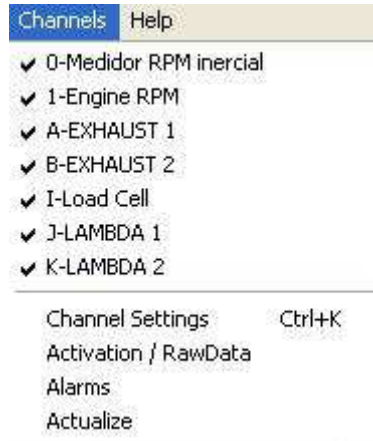 Channels Help
0-Medidor RPM inercial
1-Engine RPM
A-EXHAUST 1
B-EXHAUST 2
I-Load Cell
J-LAMBDA 1
K-LAMBDA 2
Channel Settings Ctrl+K
Activation / RawData
Alarms
Actualize